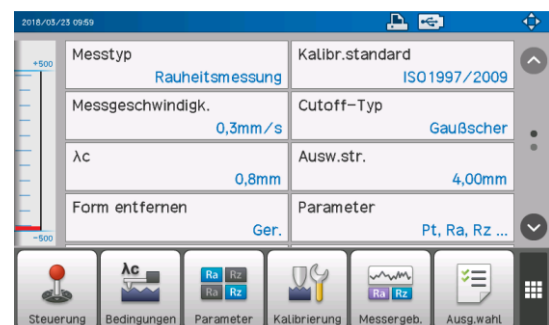 2018/05/23 09:59
+500
-500
Messtyp
Rauheitsmessung
Kalibr.standard
ISO1997/2009
Messgeschwindigk.
0,3mm/s
Cutoff-Typ
Gaußscher
λc
0,8mm
Ausw.str.
4,00mm
Form entfernen
Ger.
Parameter
Pt, Ra, Rz ...
λc
Ra Rz
Ra Rz
Ra Rz
Steuerung Bedingungen Parameter Kalibrierung Messergeb. Ausg.wahl